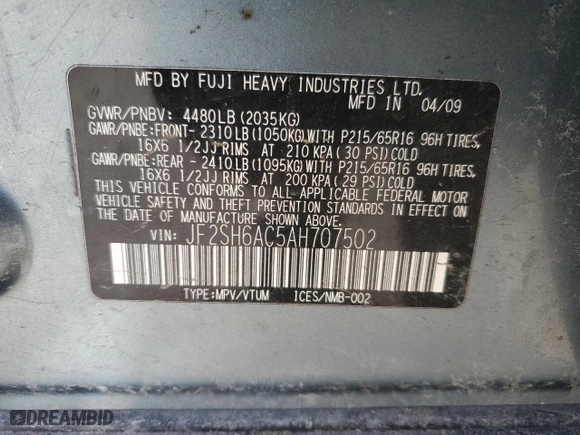 MFD BY FUJI HEAVY INDUSTRIES LTD.
MFD IN 04/09
GVWR/PNBV: 4480LB(2035KG)
GAWR/PNBE:FRONT- 2310LB(1050KG)WITH P215/65R16 96H TIRES,
16X6 1/2JJ RIMS AT 210 KPA(30 PSI)COLD
GAWR/PNBE:REAR - 2410LB(1095KG)WITH P215/65R16 96H TIRES,
16X6 1/2JJ RIMS AT 200 KPA(29 PSI)COLD
THIS VEHICLE CONFORMS TO ALL APPLICABLE FEDERAL MOTOR
VEHICLE SAFETY AND THEFT PREVENTION STANDARDS IN EFFECT
ON THE DATE OF MANUFACTURE SHOWN ABOVE.
VIN: JF2SH6AC5AH707502
TYPE:MPV/VTUM ICES/NMB-002
DREAMBID